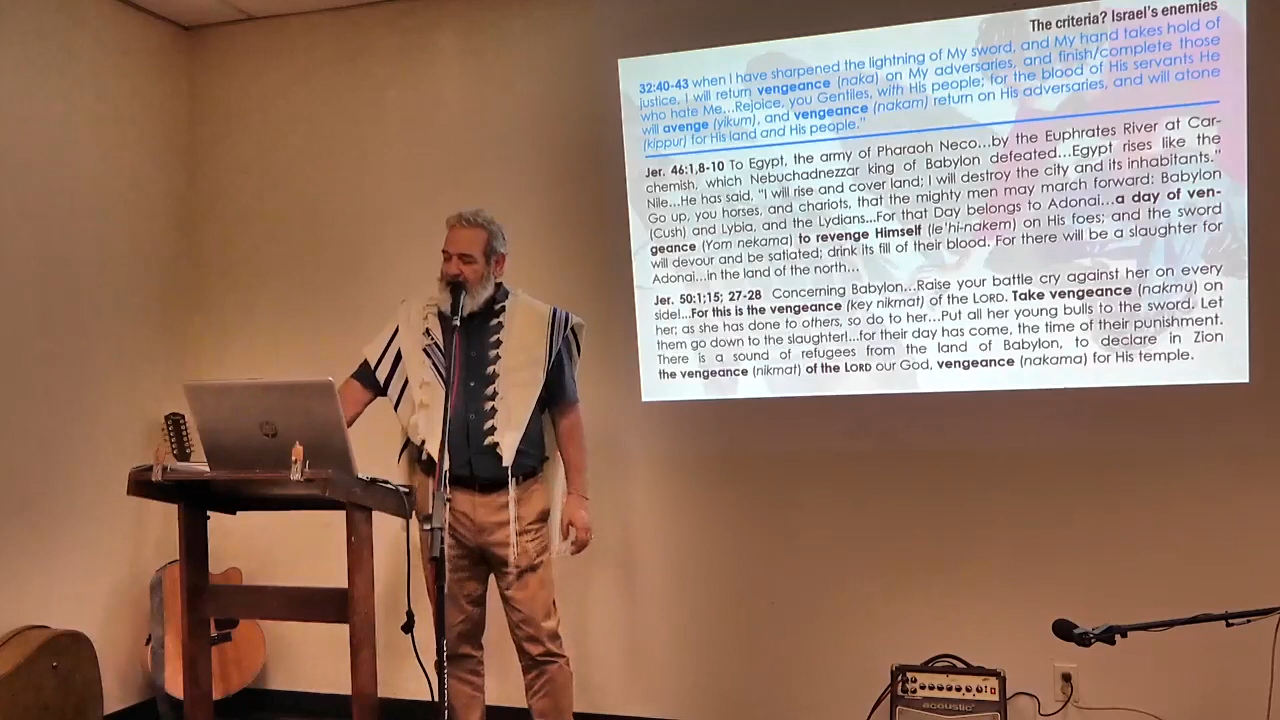 The criteria? Israel's enemies
32:40-43 when I have sharpened the lightning of My sword, and My hand takes hold of
justice, I will return vengeance (naka) on My adversaries, and finish/complete those
who hate Me...Rejoice, you Gentiles, with His people; for the blood of His servants He
will avenge (yikum), and vengeance (nakam) return on His adversaries, and will atone
(kippur) for His land and His people."
Jer. 46:1,8-10 To Egypt, the army of Pharaoh Neco...by the Euphrates River at Car-
chemish, which Nebuchadnezzar king of Babylon defeated...Egypt rises like the
Nile...He has said, "I will rise and cover land; I will destroy the city and its inhabitants."
Go up, you horses, and chariots, that the mighty men may march forward: Babylon
(Cush) and Lybia, and the Lydians...For that Day belongs to Adonai...a day of ven-
geance (Yom nekama) to revenge Himself (le'hi-nakem) on His foes; and the sword
will devour and be satiated; drink its fill of their blood. For there will be a slaughter for
Adonai...in the land of the north...
Jer. 50:1;15; 27-28 Concerning Babylon...Raise your battle cry against her on every
side!...For this is the vengeance (key nikmat) of the LORD. Take vengeance (nakmu) on
her; as she has done to others, so do to her...Put all her young bulls to the sword. Let
them go down to the slaughter!...for their day has come, the time of their punishment.
There is a sound of refugees from the land of Babylon, to declare in Zion
the vengeance (nikmat) of the LORD our God, vengeance (nakama) for His temple.
hp
acoustic